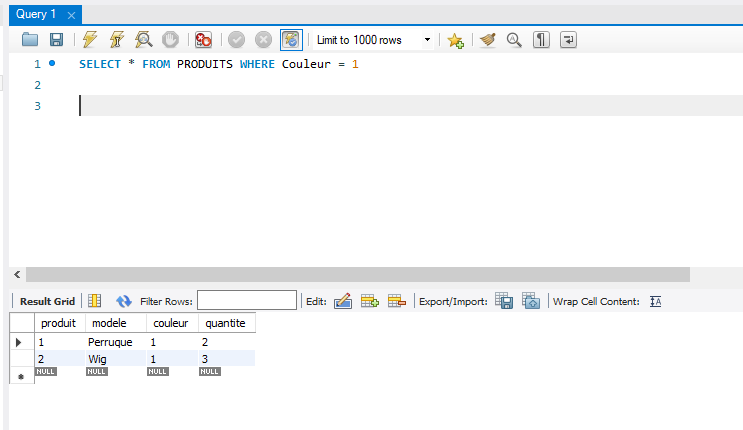 Query 1
Limit to 1000 rows
1 SELECT * FROM PRODUITS WHERE Couleur = 1
2
3
Result Grid Filter Rows: Edit: Export/Import: Wrap Cell Content:
produit modele couleur quantite
1 Perruque 1 2
2 Wig 1 3
NULL NULL NULL NULL